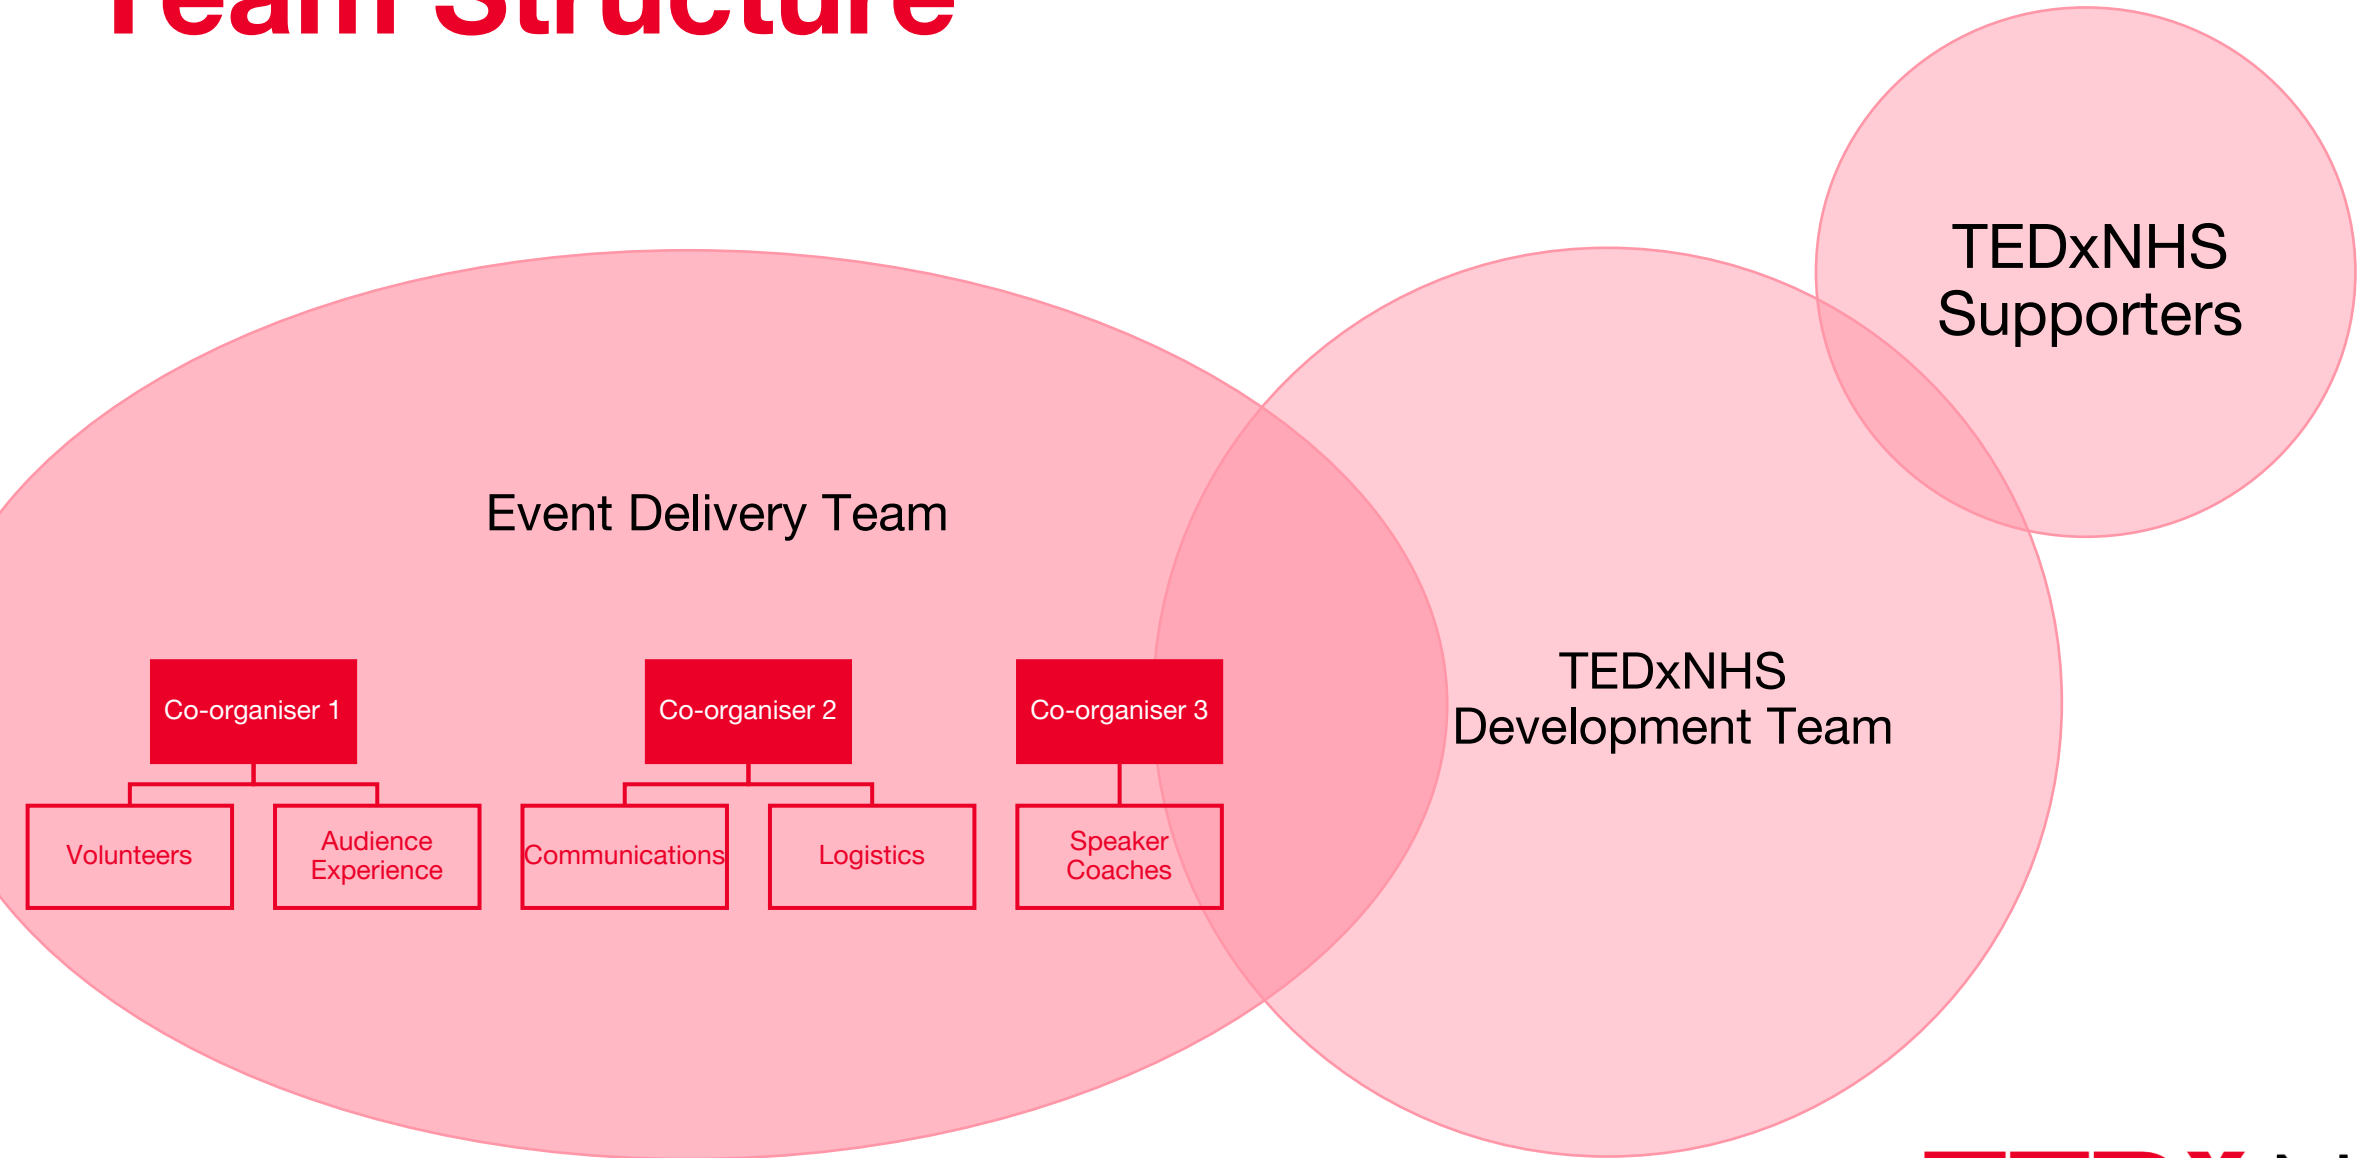 Team Structure
TEDxNHS
Supporters
Event Delivery Team
TEDxNHS
Development Team
Co-organiser 1
Co-organiser 2
Co-organiser 3
Volunteers
Audience
Experience
Communications
Logistics
Speaker
Coaches